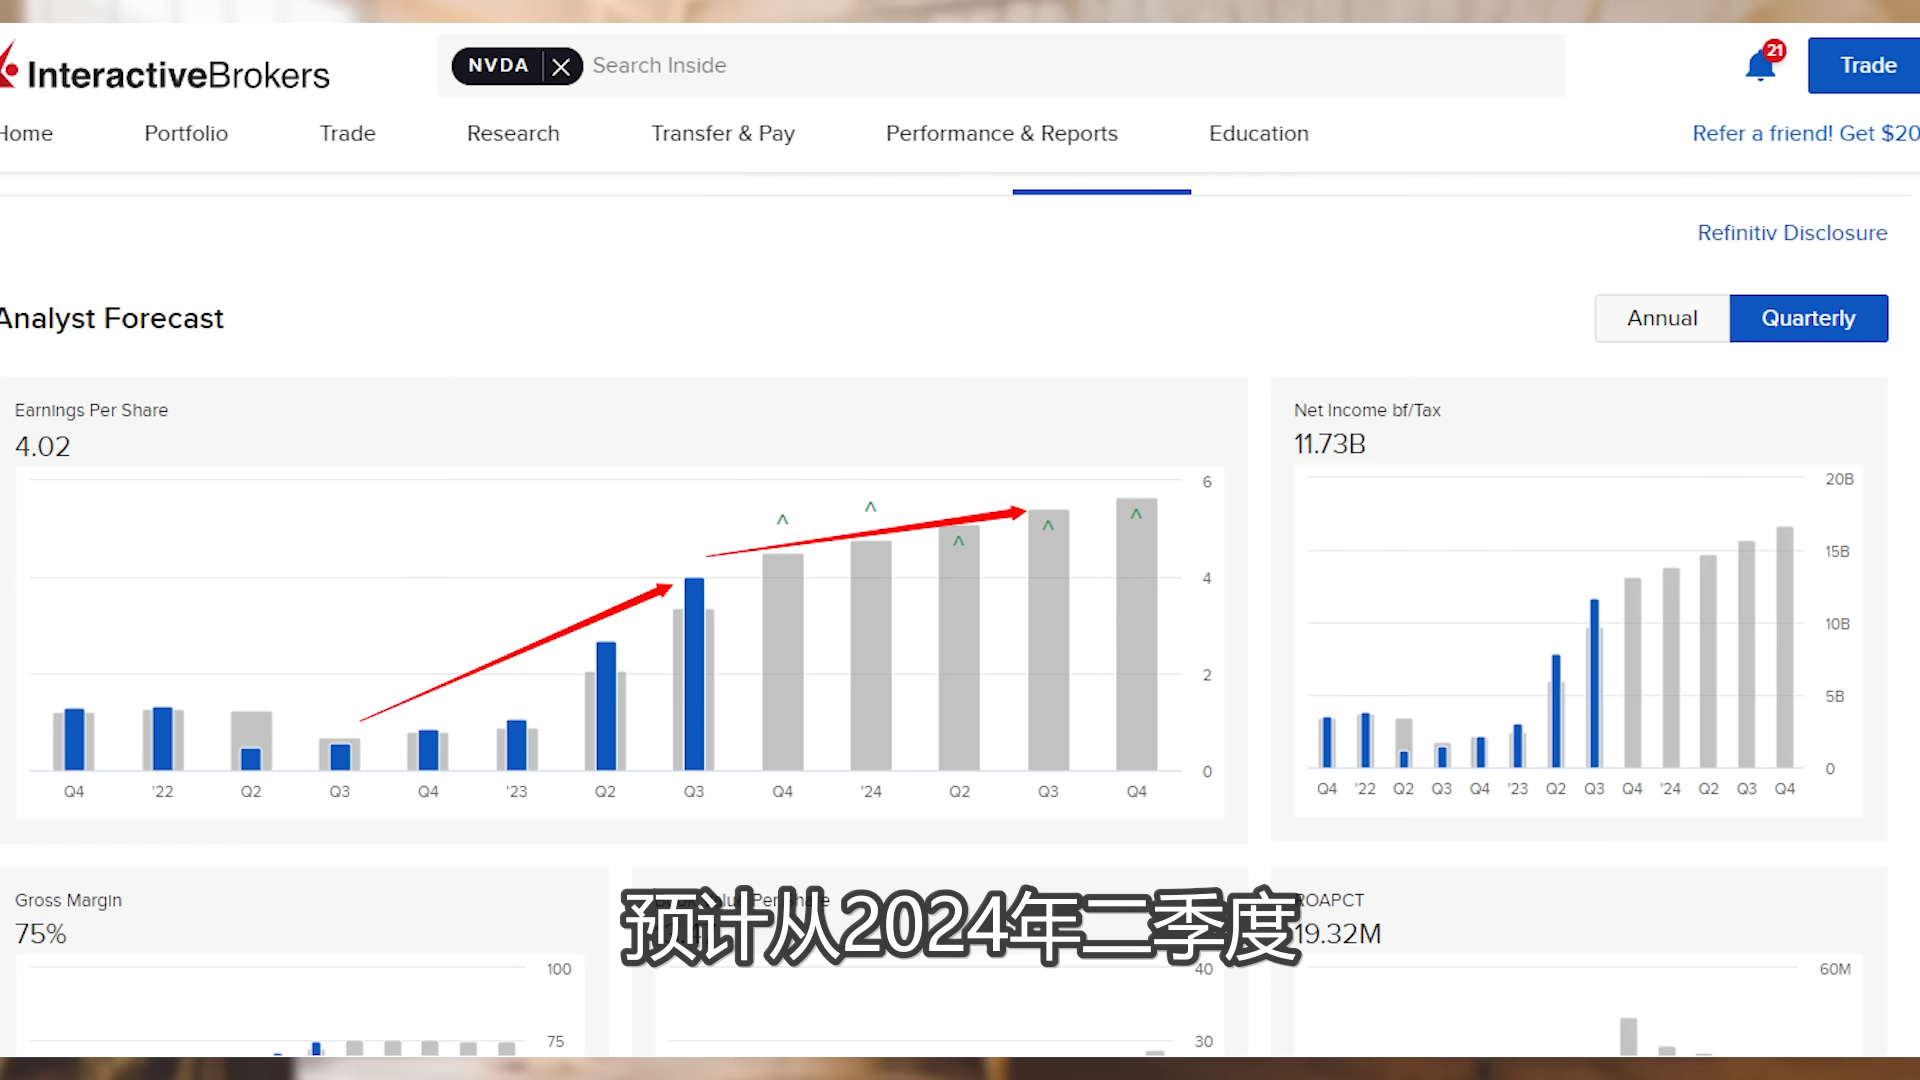 InteractiveBrokers
NVDA
Search Inside
21
Trade
Home
Portfolio
Trade
Research
Transfer & Pay
Performance & Reports
Education
Refer a friend! Get $20
Refinitiv Disclosure
Analyst Forecast
Annual
Quarterly
Earnings Per Share
4.02
6
4
2
0
Q4 '22 Q2 Q3 Q4 '23 Q2 Q3 Q4 '24 Q2 Q3 Q4
Net Income bf/Tax
11.73B
20B
15B
10B
5B
0
Q4 '22 Q2 Q3 Q4 '23 Q2 Q3 Q4 '24 Q2 Q3 Q4
Gross Margin
75%
100
75
Per Share
40
30
ROAPCT
19.32M
60M
预计从2024年二季度